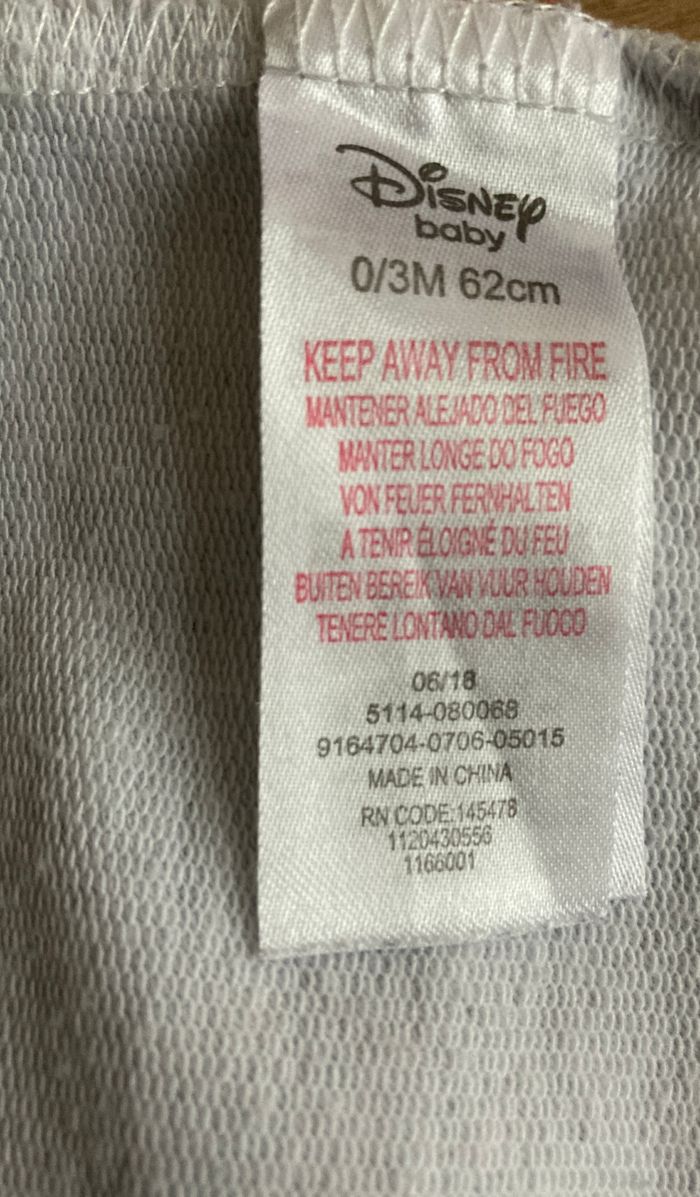 Disney
baby
0/3M 62cm
KEEP AWAY FROM FIRE
MANTENER ALEJADO DEL FUEGO
MANTER LONGE DO FOGO
VON FEUER FERNHALTEN
A TENIR ÉLOIGNÉ DU FEU
BUITEN BEREIK VAN VUUR HOUDEN
TENERE LONTANO DAL FUOCO
06/18
5114-080068
9164704-0706-05015
MADE IN CHINA
RN CODE:145478
1120430556
1166001